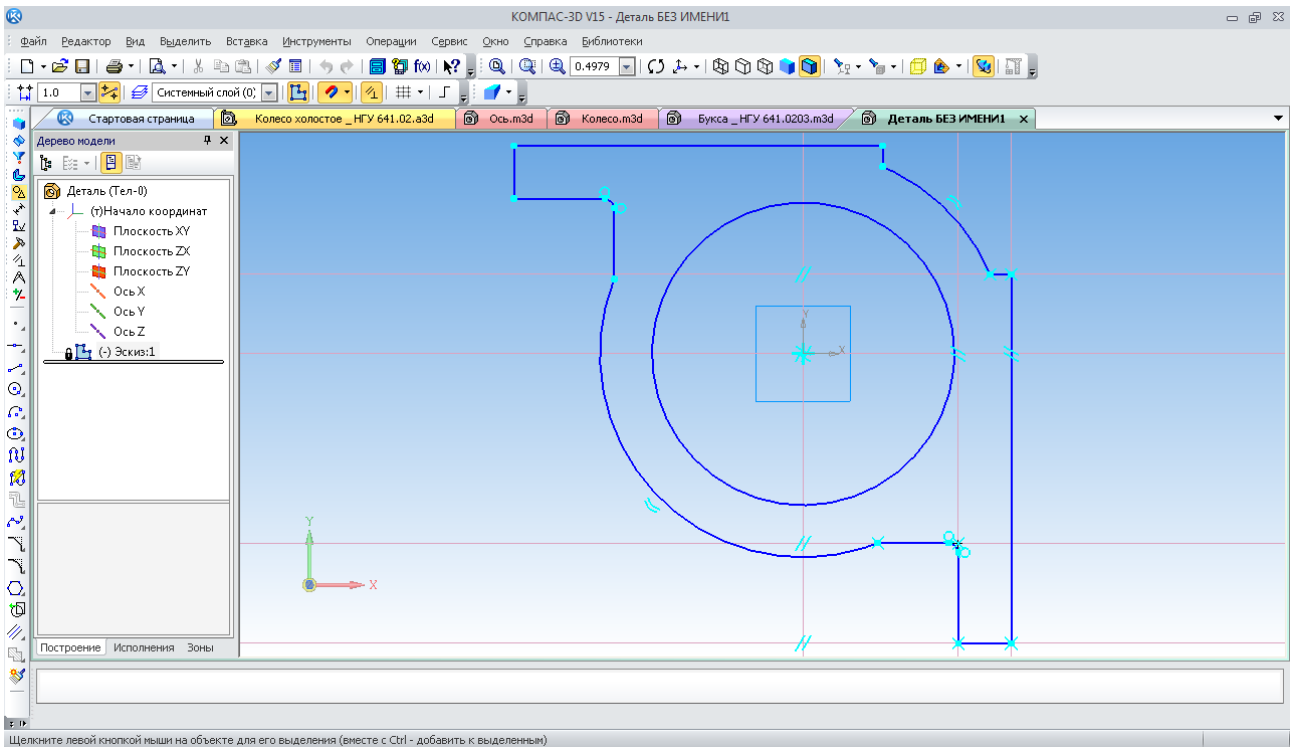 КОМПАС-3D V15 - Деталь БЕЗ ИМЕНИ1
Файл Редактор Вид Выделить Вставка Инструменты Операции Сервис Окно Справка Библиотеки
0.4979
1.0 Системный слой (0;
Стартовая страница Колесо холостое _ НГУ 641.02.a3d Ось.m3d Колесо.m3d Букса _ НГУ 641.0203.m3d Деталь БЕЗ ИМЕНИ1
Дерево модели
Деталь (Тел-0)
(т)Начало координат
Плоскость XY
Плоскость ZX
Плоскость ZY
Ось X
Ось Y
Ось Z
(-) Эскиз:1
Y
X
Y
X
Построение Исполнения Зоны
Щелкните левой кнопкой мыши на объекте для его выделения (вместе с Ctrl - добавить к выделенным)